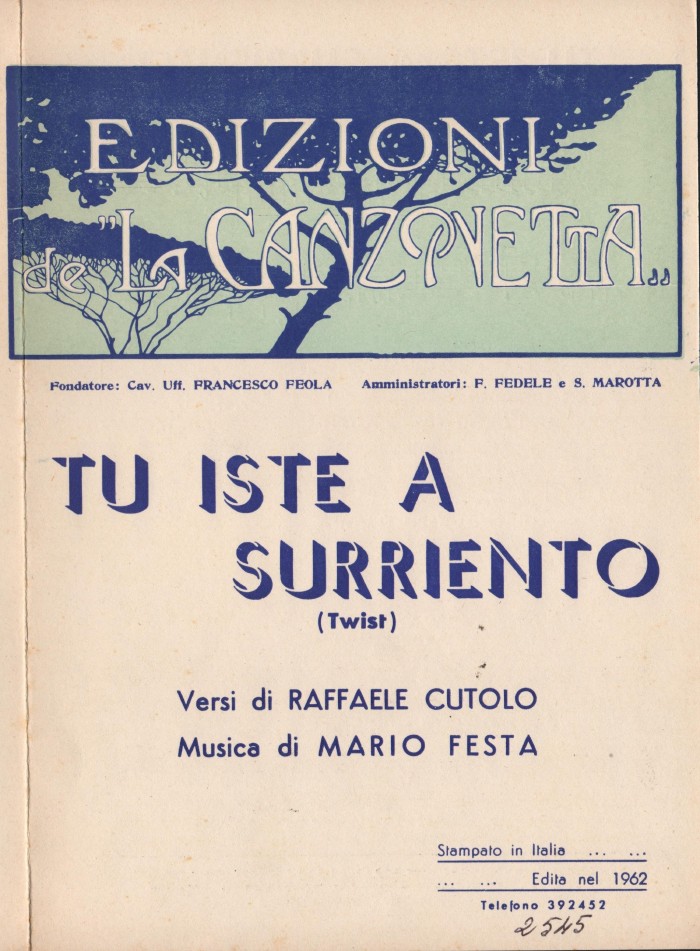 EDIZIONI
de "LA CANZONETTA„
Fondatore: Cav. Uff. FRANCESCO FEOLA Amministratori: F. FEDELE e S. MAROTTA
TU ISTE A
SURRIENTO
(Twist)
Versi di RAFFAELE CUTOLO
Musica di MARIO FESTA
Stampato in Italia ... ...
... ... Edita nel 1962
Telefono 392452
2545